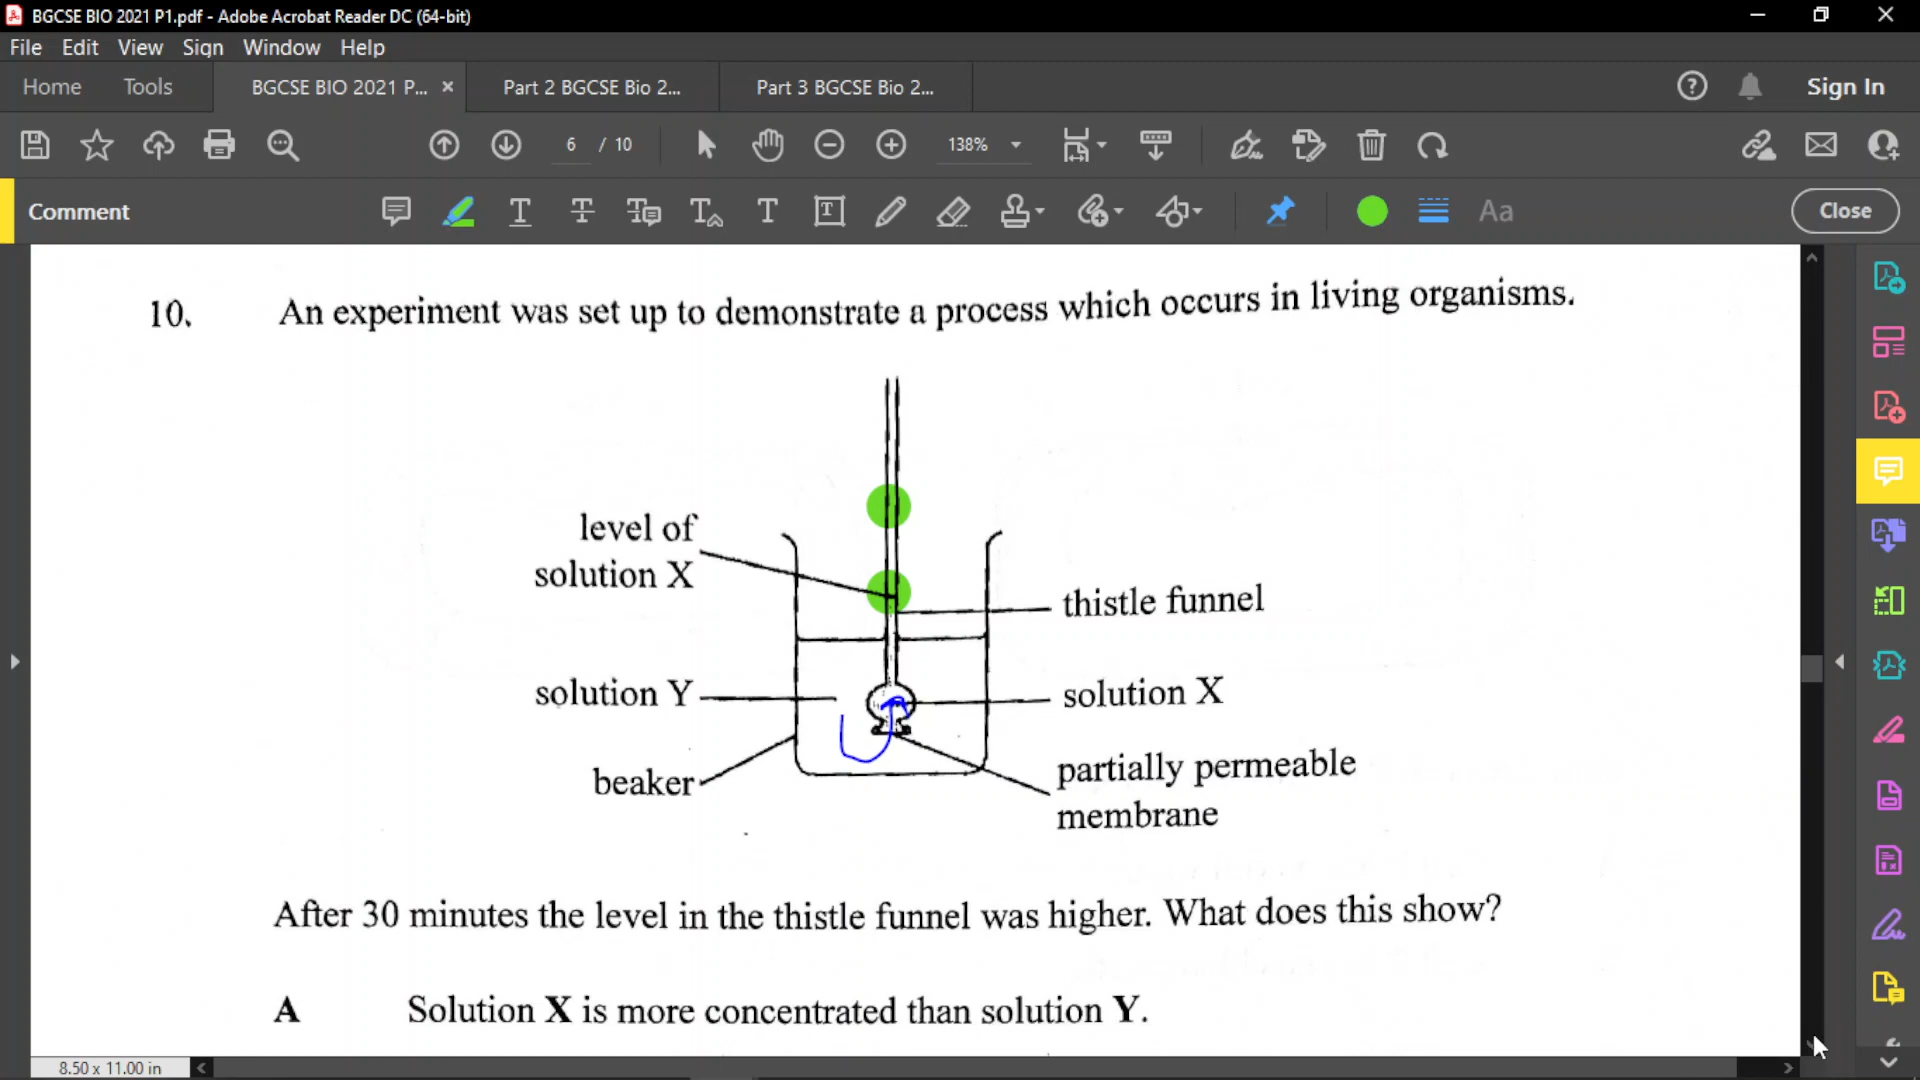 BGCSE BIO 2021 P1.pdf - Adobe Acrobat Reader DC (64-bit)
File Edit View Sign Window Help
Home Tools BGCSE BIO 2021 P... × Part 2 BGCSE Bio 2... Part 3 BGCSE Bio 2... Sign In
6 / 10 138%
Comment Aa Close
10. An experiment was set up to demonstrate a process which occurs in living organisms.
level of
solution X
thistle funnel
solution Y
solution X
beaker
partially permeable
membrane
After 30 minutes the level in the thistle funnel was higher. What does this show?
A Solution X is more concentrated than solution Y.
8.50 x 11.00 in